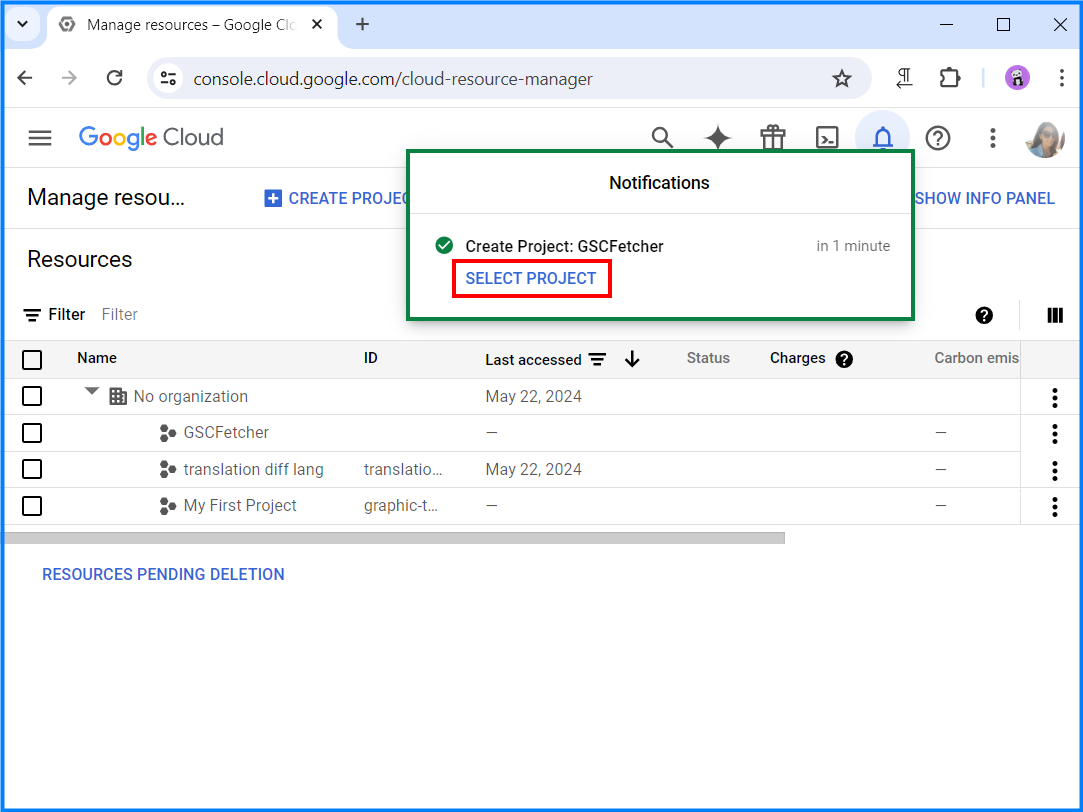 Manage resources – Google Clo
console.cloud.google.com/cloud-resource-manager
Google Cloud
Manage resou...
CREATE PROJEC
SHOW INFO PANEL
Notifications
Create Project: GSCFetcher in 1 minute
SELECT PROJECT
Resources
Filter Filter
Name ID Last accessed Status Charges Carbon emis
No organization May 22, 2024
GSCFetcher — —
translation diff lang translatio... May 22, 2024 —
My First Project graphic-t... — —
RESOURCES PENDING DELETION